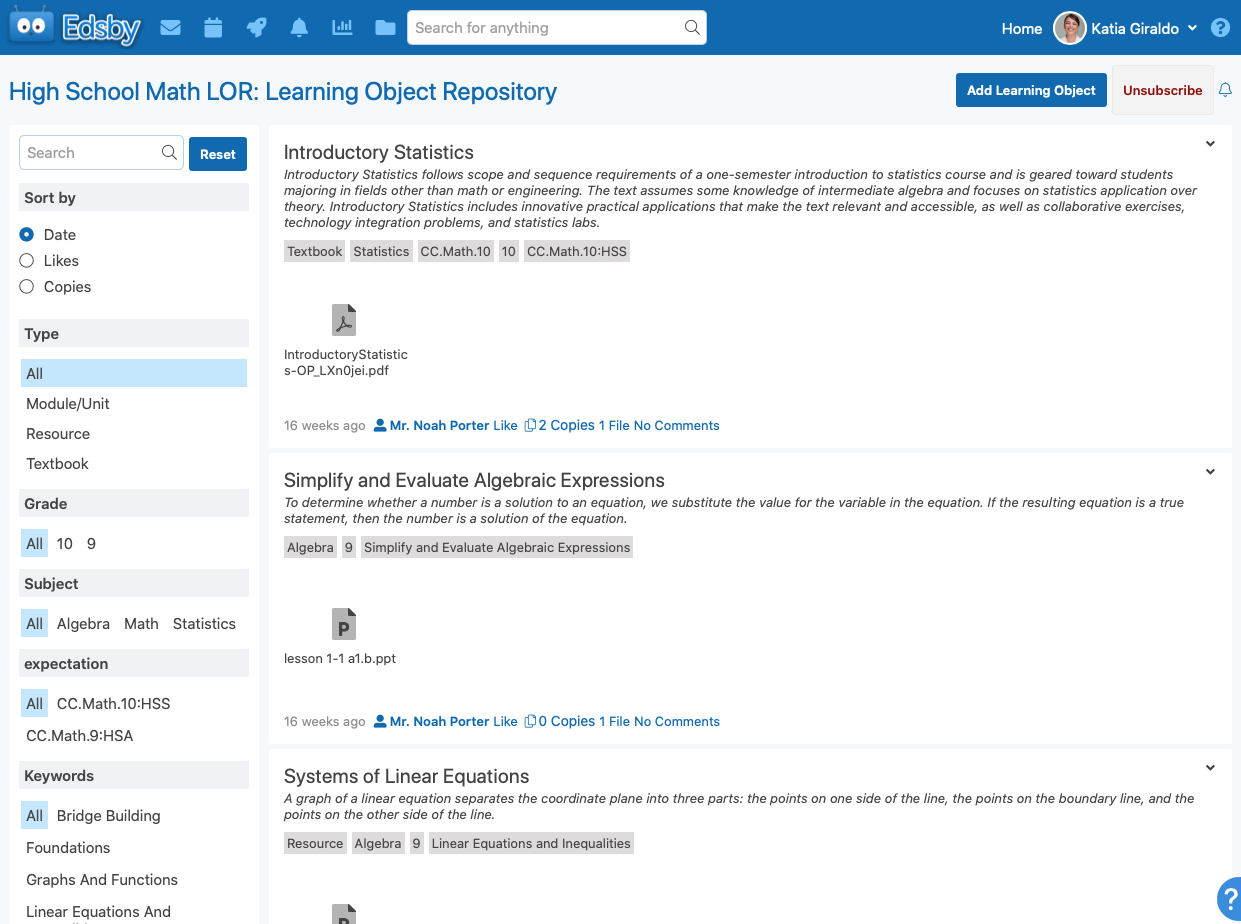 Edsby
Search for anything
Home
Katia Giraldo
?
High School Math LOR: Learning Object Repository
Add Learning Object
Unsubscribe
Search
Reset
Sort by
Date
Likes
Copies
Type
All
Module/Unit
Resource
Textbook
Grade
All 10 9
Subject
All Algebra Math Statistics
expectation
All CC.Math.10:HSS
CC.Math.9:HSA
Keywords
All Bridge Building
Foundations
Graphs And Functions
Linear Equations And
Introductory Statistics
Introductory Statistics follows scope and sequence requirements of a one-semester introduction to statistics course and is geared toward students
majoring in fields other than math or engineering. The text assumes some knowledge of intermediate algebra and focuses on statistics application over
theory. Introductory Statistics includes innovative practical applications that make the text relevant and accessible, as well as collaborative exercises,
technology integration problems, and statistics labs.
Textbook Statistics CC.Math.10 10 CC.Math.10:HSS
IntroductoryStatistic
s-OP_LXn0jei.pdf
16 weeks ago Mr. Noah Porter Like 2 Copies 1 File No Comments
Simplify and Evaluate Algebraic Expressions
To determine whether a number is a solution to an equation, we substitute the value for the variable in the equation. If the resulting equation is a true
statement, then the number is a solution of the equation.
Algebra 9 Simplify and Evaluate Algebraic Expressions
P
lesson 1-1 a1.b.ppt
16 weeks ago Mr. Noah Porter Like 0 Copies 1 File No Comments
Systems of Linear Equations
A graph of a linear equation separates the coordinate plane into three parts: the points on one side of the line, the points on the boundary line, and the
points on the other side of the line.
Resource Algebra 9 Linear Equations and Inequalities
?